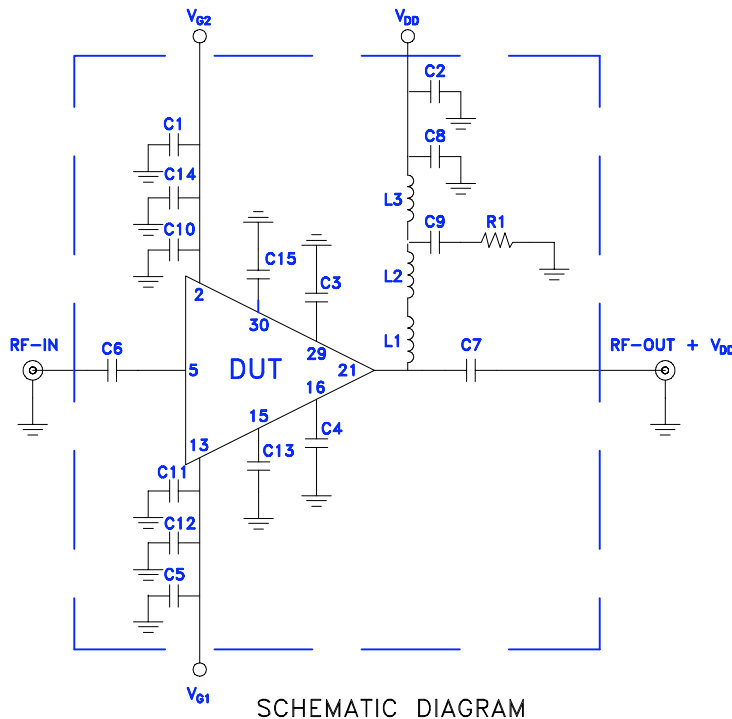 VG2
VDD
C2
C1
C8
C14
L3
C10
C9
R1
C15
C3
L2
2
30
RF-IN
C6
29
L1
C7
RF-OUT + VDD
5
DUT
21
16
15
13
C4
C11
C13
C12
C5
VG1
SCHEMATIC DIAGRAM